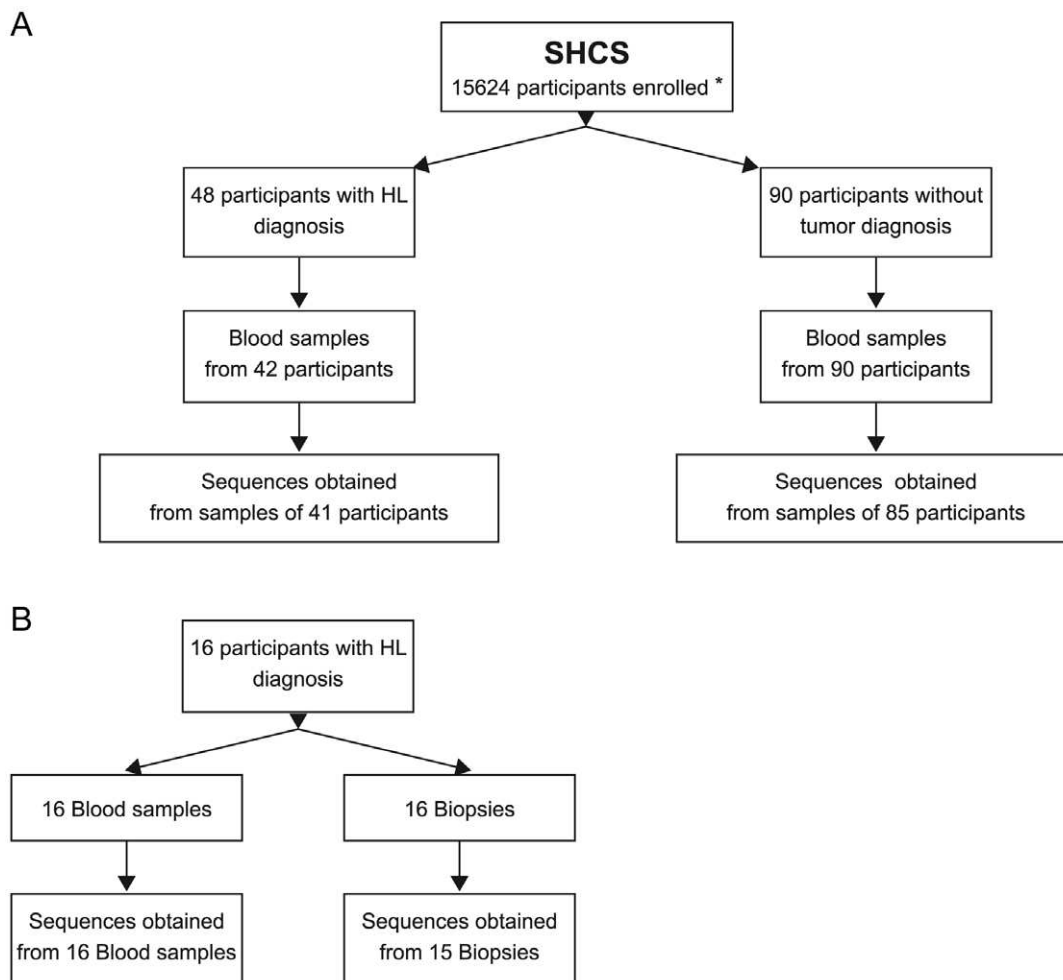 A
SHCS
15624 participants enrolled *
48 participants with HL
diagnosis
90 participants without
tumor diagnosis
Blood samples
from 42 participants
Blood samples
from 90 participants
Sequences obtained
from samples of 41 participants
Sequences obtained
from samples of 85 participants
B
16 participants with HL
diagnosis
16 Blood samples
16 Biopsies
Sequences obtained
from 16 Blood samples
Sequences obtained
from 15 Biopsies